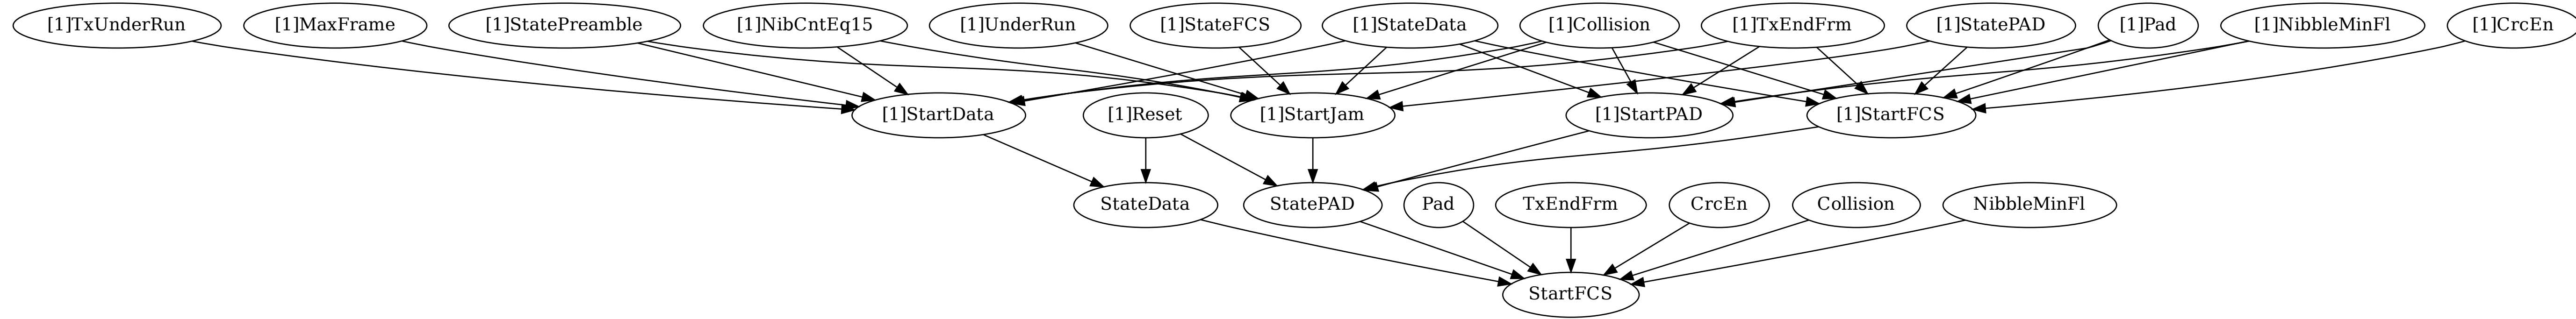 [1]TxUnderRun
[1]MaxFrame
[1]StatePreamble
[1]NibCntEq15
[1]UnderRun
[1]StateFCS
[1]StateData
[1]Collision
[1]TxEndFrm
[1]StatePAD
[1]Pad
[1]NibbleMinFl
[1]CrcEn
[1]StartData
[1]Reset
[1]StartJam
[1]StartPAD
[1]StartFCS
StateData
StatePAD
Pad
TxEndFrm
CrcEn
Collision
NibbleMinFl
StartFCS